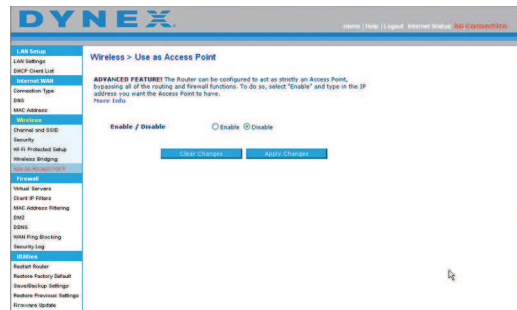 DYNEX
Home | Help | Logout Internet Status: No Connection
LAN Setup
LAN Settings
DHCP Client List
Internet WAN
Connection Type
DNS
MAC Address
Wireless
Channel and SSID
Security
Wi-Fi Protected Setup
Wireless Bridging
Use as Access Point
Firewall
Virtual Servers
Client IP Filters
MAC Address Filtering
DMZ
DDNS
WAN Ping Blocking
Security Log
Utilities
Restart Router
Restore Factory Default
Save/Backup Settings
Restore Previous Settings
Firmware Update
Wireless > Use as Access Point
ADVANCED FEATURE! The Router can be configured to act as strictly an Access Point,
bypassing all of the routing and firewall functions. To do so, select "Enable" and type in the IP
address you want the Access Point to have.
More Info
Enable / Disable
Enable
Disable
Clear Changes
Apply Changes